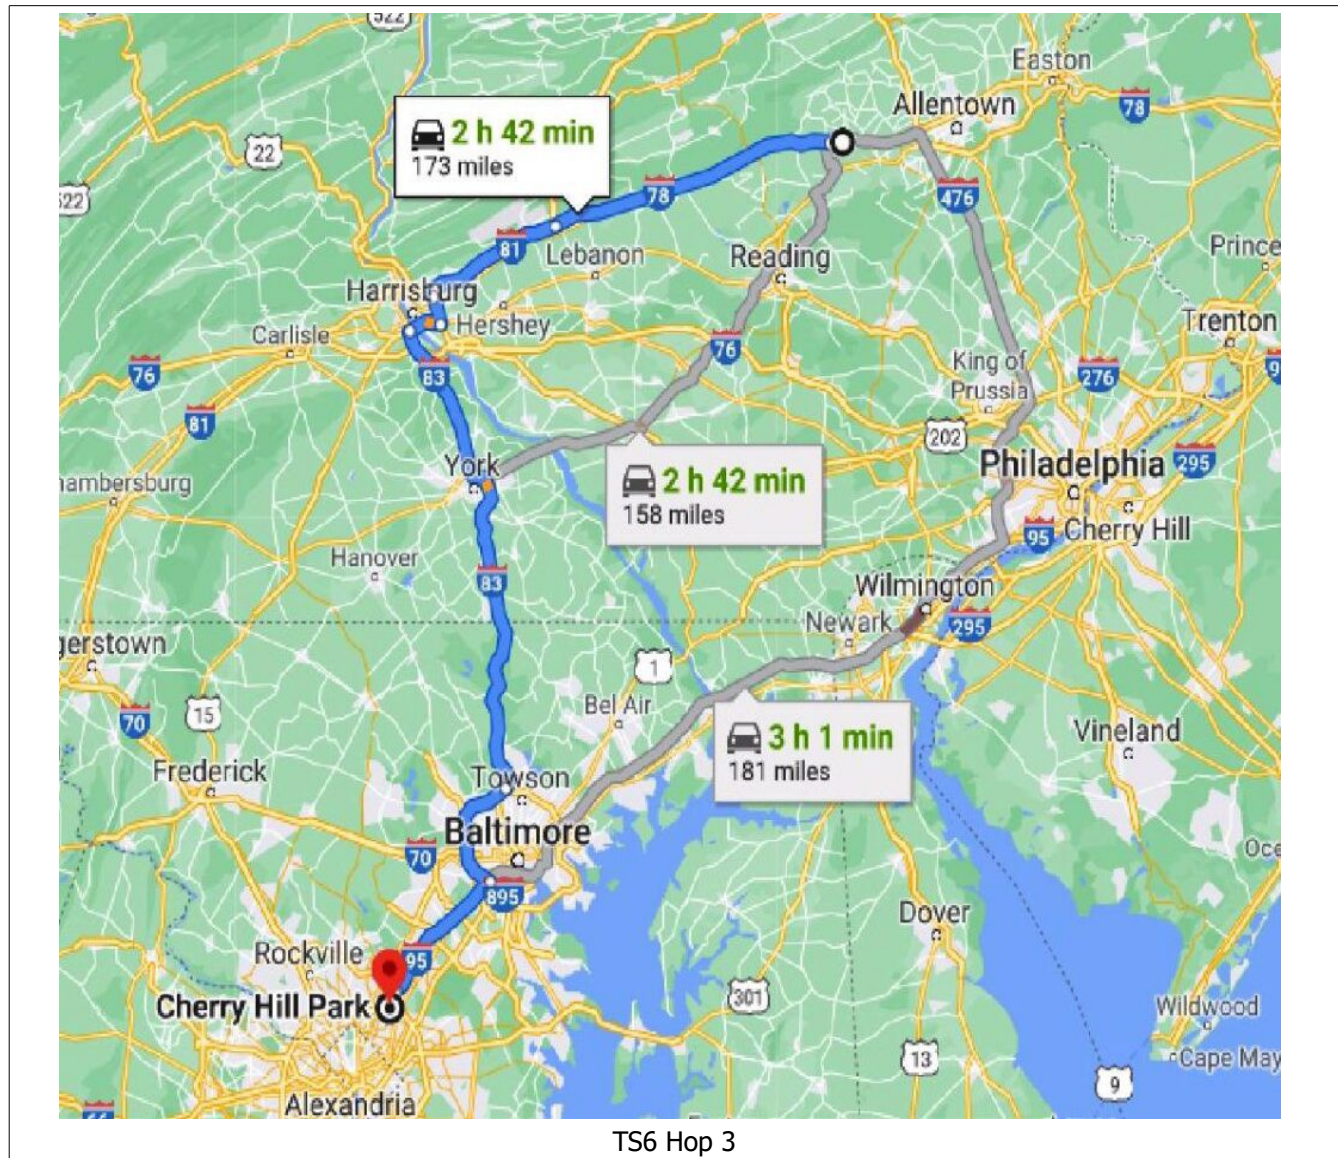 522
Easton
Allentown
78
2 h 42 min
173 miles
22
522
78
476
81
Lebanon
Reading
Prince
Harrisburg
Hershey
Carlisle
Trenton
76
King of
Prussia
276
76
83
81
202
York
Philadelphia
295
hambersburg
2 h 42 min
158 miles
95
Cherry Hill
Hanover
83
Wilmington
Newark
295
gerstown
1
Bel Air
15
70
3 h 1 min
181 miles
Vineland
Frederick
Towson
Baltimore
70
Oce
895
Dover
Rockville
95
Cherry Hill Park
301
Wildwood
13
Cape May
9
Alexandria
TS6 Hop 3